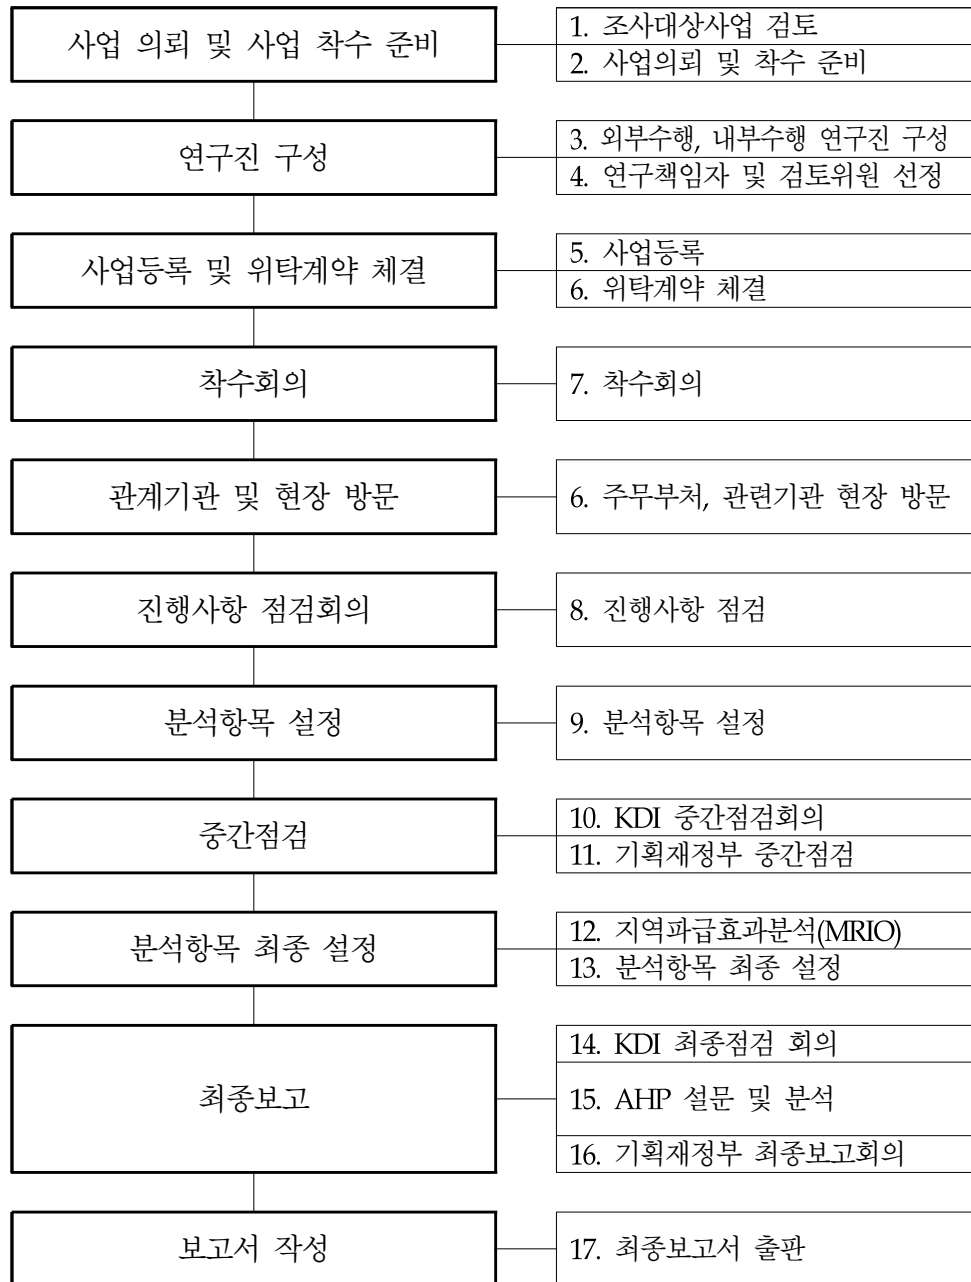 사업 의뢰 및 사업 착수 준비
1. 조사대상사업 검토
2. 사업의뢰 및 착수 준비
연구진 구성
3. 외부수행, 내부수행 연구진 구성
4. 연구책임자 및 검토위원 선정
사업등록 및 위탁계약 체결
5. 사업등록
6. 위탁계약 체결
착수회의
7. 착수회의
관계기관 및 현장 방문
6. 주무부처, 관련기관 현장 방문
진행사항 점검회의
8. 진행사항 점검
분석항목 설정
9. 분석항목 설정
중간점검
10. KDI 중간점검회의
11. 기획재정부 중간점검
분석항목 최종 설정
12. 지역파급효과분석(MRIO)
13. 분석항목 최종 설정
최종보고
14. KDI 최종점검 회의
15. AHP 설문 및 분석
16. 기획재정부 최종보고회의
보고서 작성
17. 최종보고서 출판